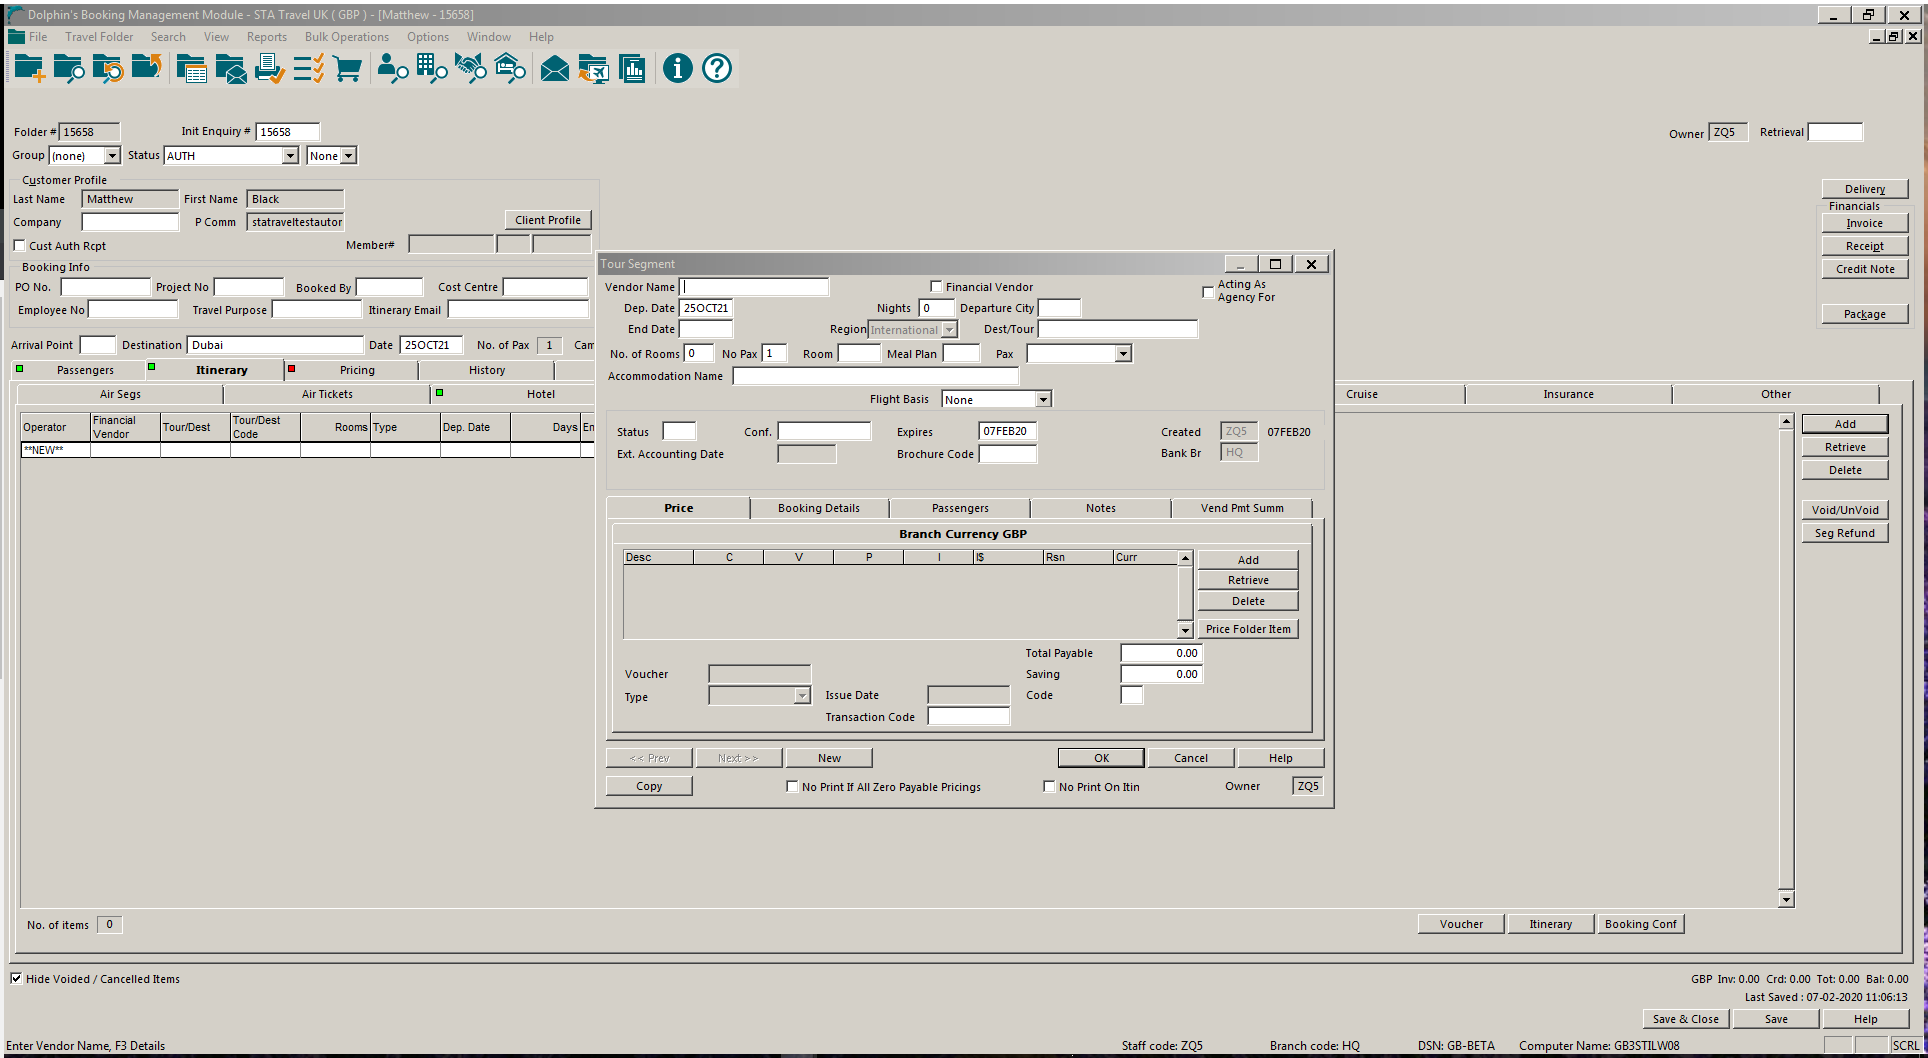 Dolphin's Booking Management Module - STA Travel UK ( GBP ) - [Matthew - 15658]
File Travel Folder Search View Reports Bulk Operations Options Window Help
Folder # 15658 Init Enquiry # 15658 Owner ZQ5 Retrieval
Group (none) Status AUTH None
Customer Profile
Last Name Matthew First Name Black
Company P Comm statraveltestautor Client Profile
Cust Auth Rcpt Member#
Booking Info
PO No. Project No Booked By Cost Centre
Employee No Travel Purpose Itinerary Email
Arrival Point Destination Dubai Date 25OCT21 No. of Pax 1 Can
Passengers Itinerary Pricing History
Air Segs Air Tickets Hotel Cruise Insurance Other
Operator Financial Vendor Tour/Dest Tour/Dest Code Rooms Type Dep. Date Days En
**NEW**
Delivery
Financials
Invoice
Receipt
Credit Note
Package
Add
Retrieve
Delete
Void/UnVoid
Seg Refund
Tour Segment
Vendor Name Financial Vendor Acting As Agency For
Dep. Date 25OCT21 Nights 0 Departure City
End Date Region International Dest/Tour
No. of Rooms 0 No Pax 1 Room Meal Plan Pax
Accommodation Name
Flight Basis None
Status Conf. Expires 07FEB20 Created ZQ5 07FEB20
Ext. Accounting Date Brochure Code Bank Br HQ
Price Booking Details Passengers Notes Vend Pmt Summ
Branch Currency GBP
Desc C V P I I$ Rsn Curr
Add
Retrieve
Delete
Price Folder Item
Total Payable 0.00
Voucher Saving 0.00
Type Issue Date Code
Transaction Code
<< Prev Next >> New OK Cancel Help
Copy No Print If All Zero Payable Pricings No Print On Itin Owner ZQ5
No. of items 0 Voucher Itinerary Booking Conf
Hide Voided / Cancelled Items GBP Inv: 0.00 Crd: 0.00 Tot: 0.00 Bal: 0.00
Last Saved : 07-02-2020 11:06:13
Save & Close Save Help
Enter Vendor Name, F3 Details Staff code: ZQ5 Branch code: HQ DSN: GB-BETA Computer Name: GB3STILW08 SCRL